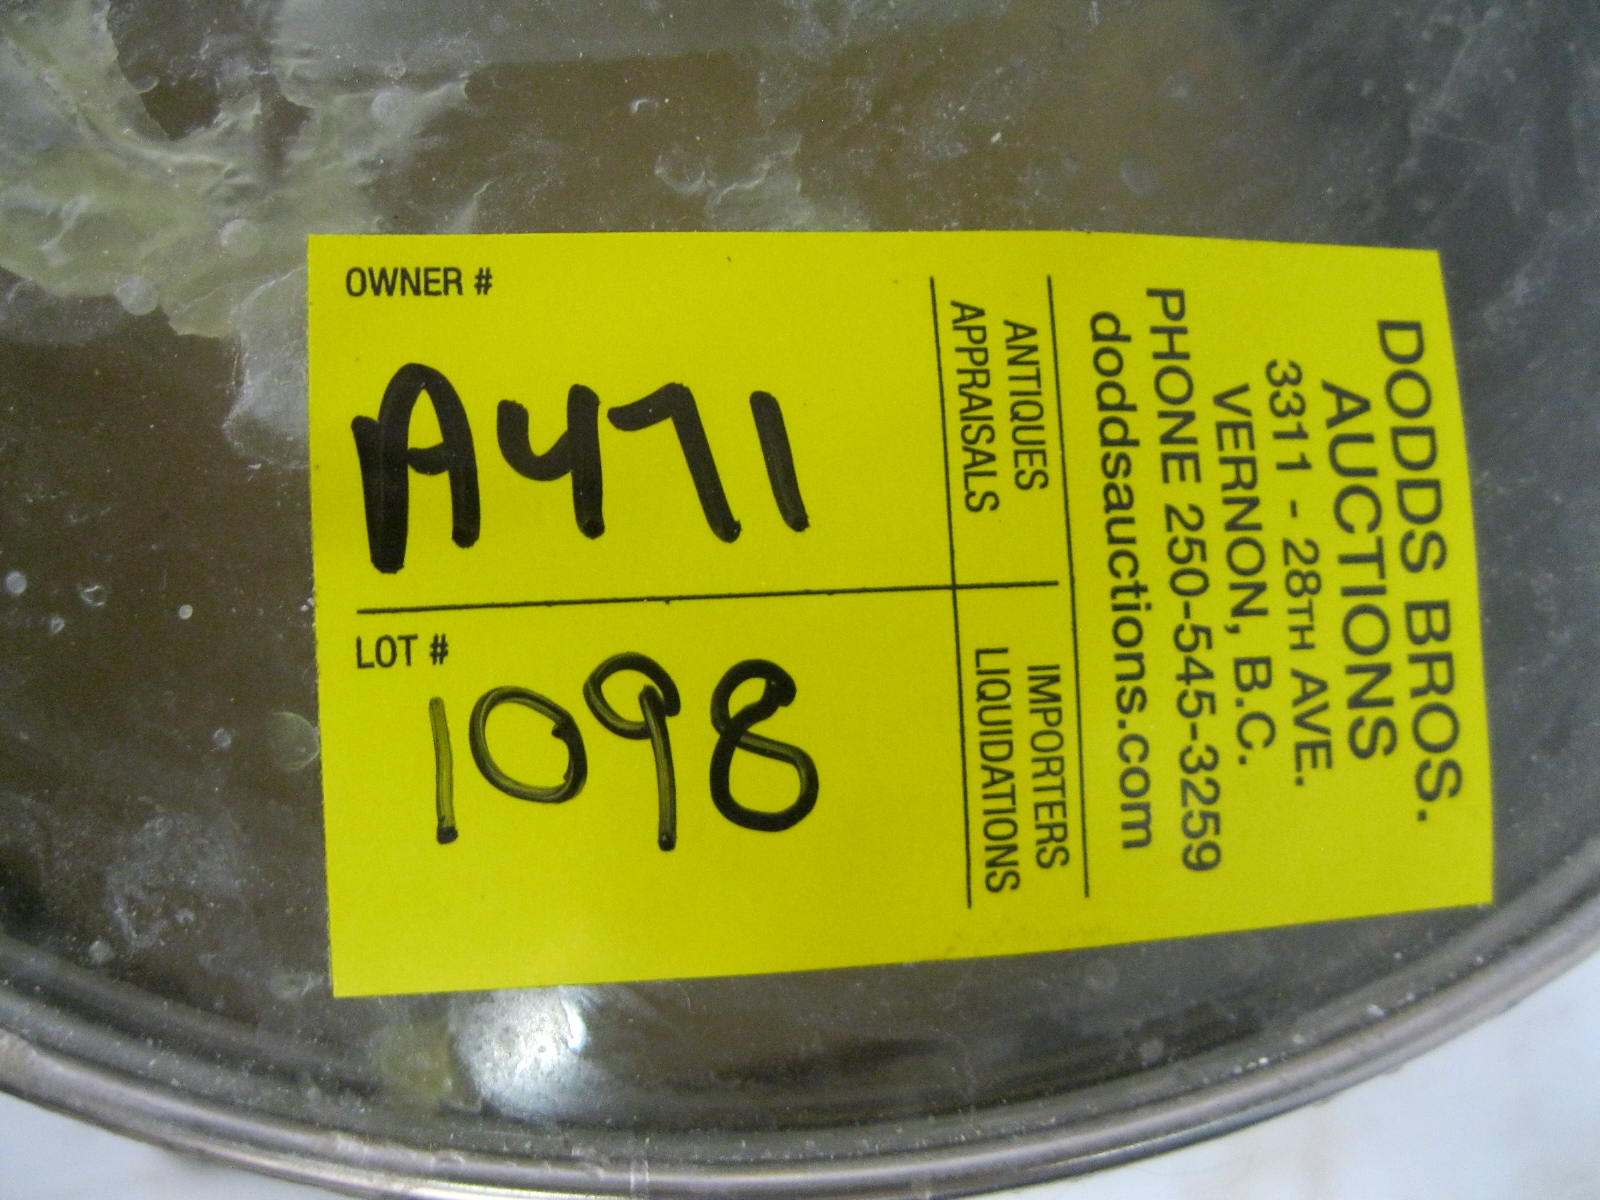 OWNER #
A471
LOT #
1098
ANTIQUES
APPRAISALS
IMPORTERS
LIQUIDATIONS
DODDS BROS.
AUCTIONS
3311 - 28TH AVE.
VERNON, B.C.
PHONE 250-545-3259
doddsauctions.com